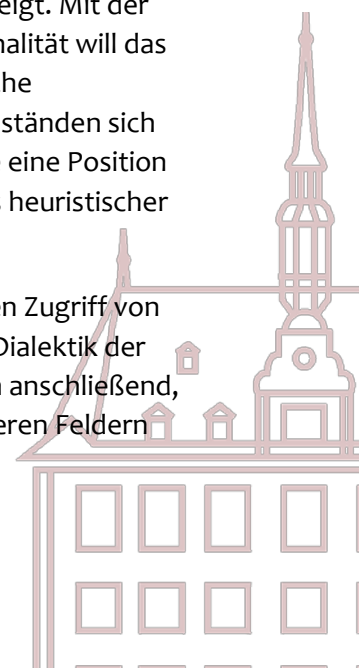 eigt. Mit der
nalität will das
he
ständen sich
eine Position
heuristischer
en Zugriff von
Dialektik der
anschließend,
eren Feldern